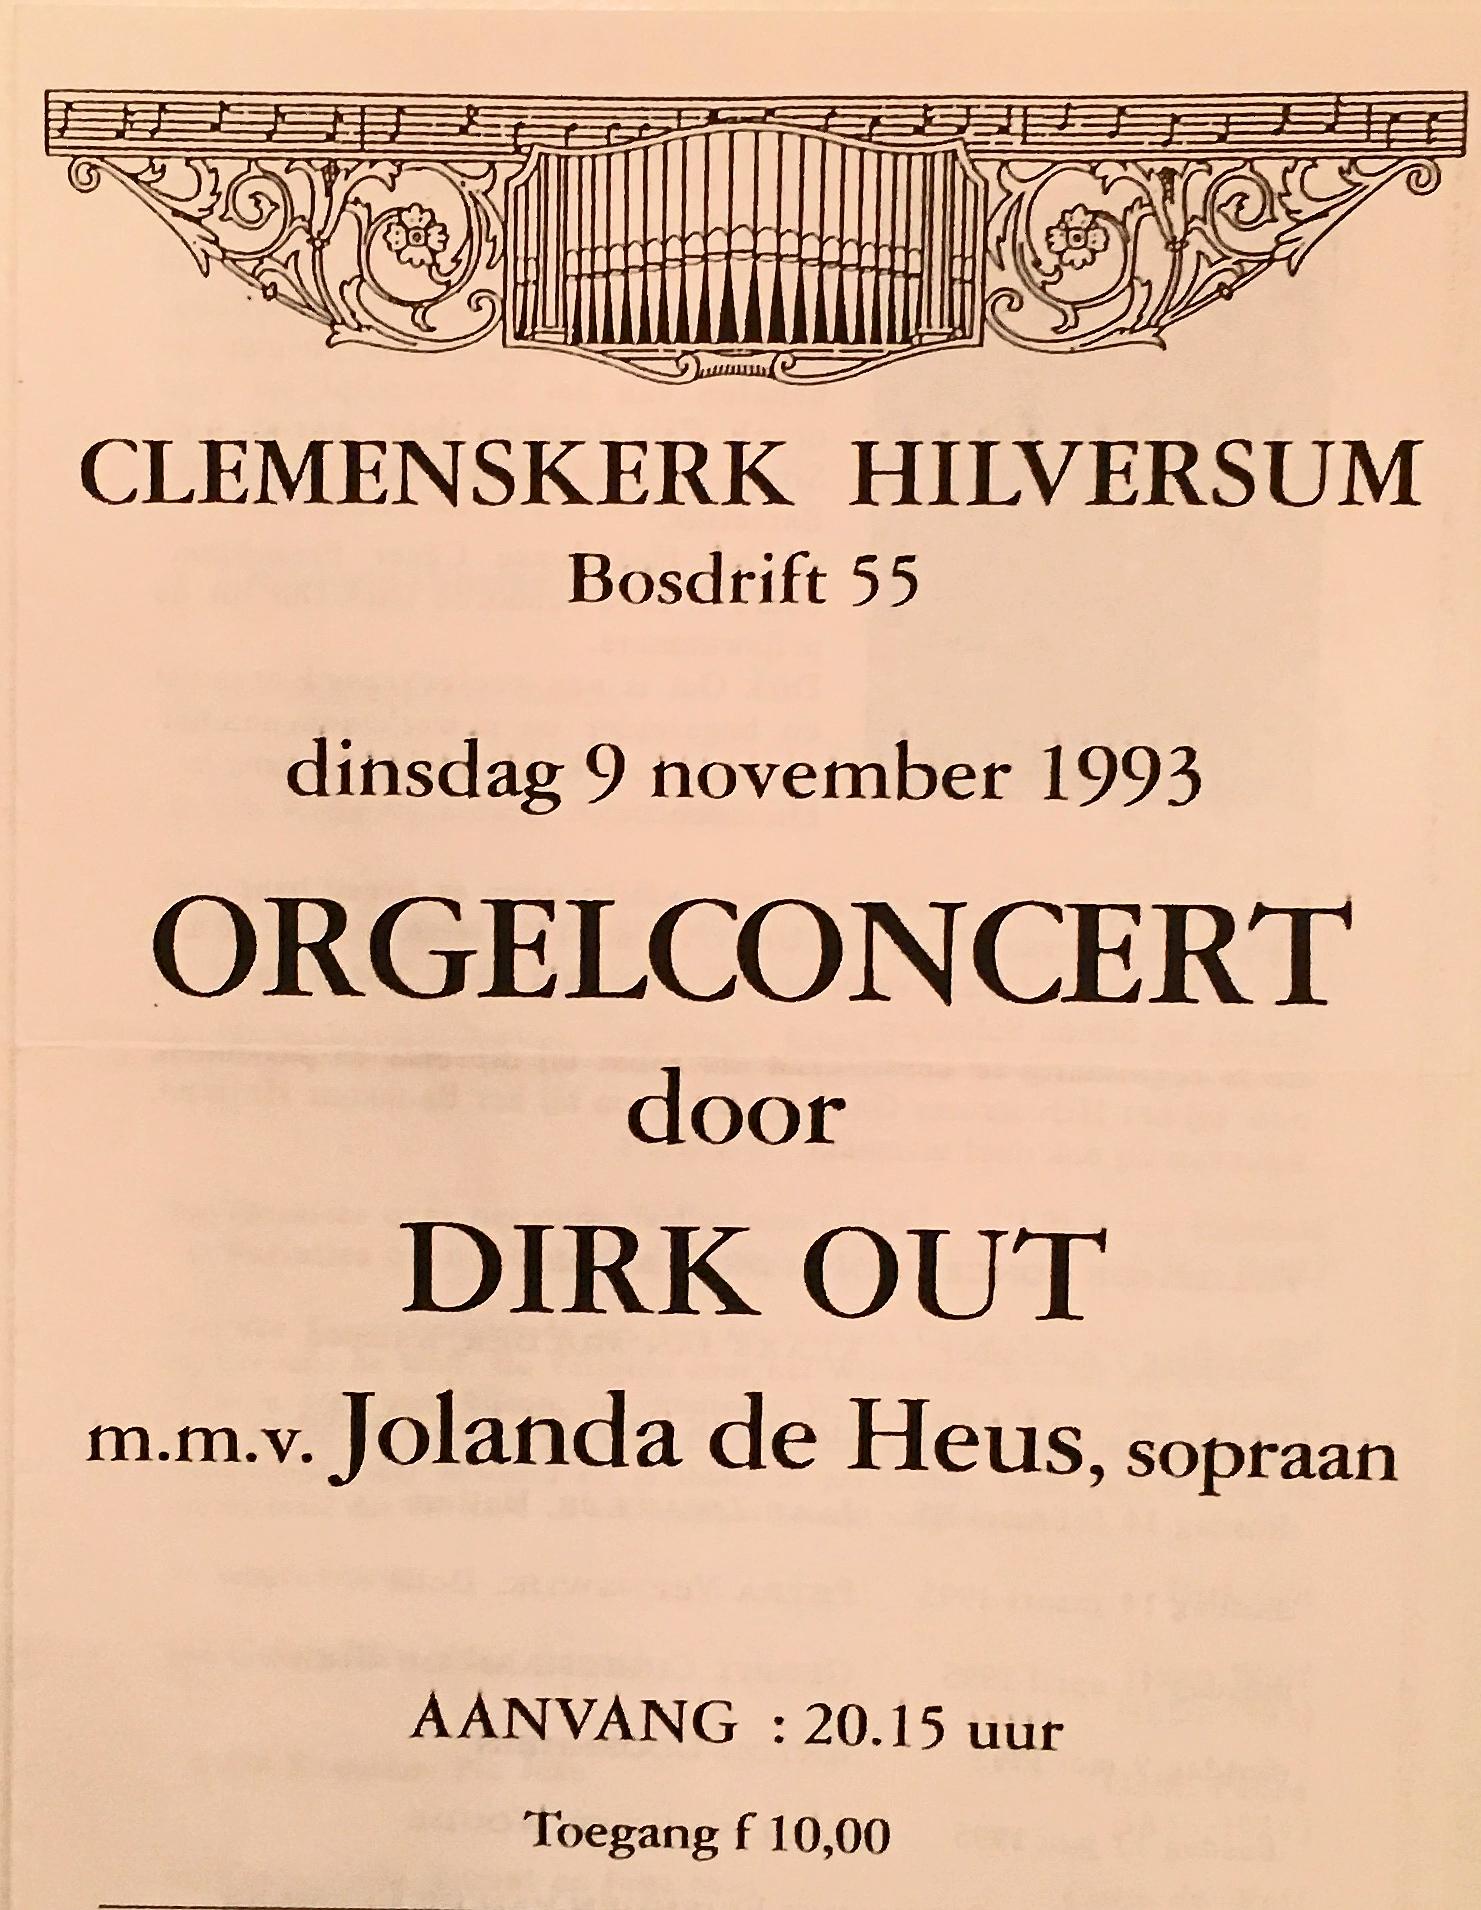 CLEMENSKERK HILVERSUM
Bosdrift 55
dinsdag 9 november 1993
ORGELCONCERT
door
DIRK OUT
m.m.v. Jolanda de Heus, sopraan
AANVANG : 20.15 uur
Toegang f 10,00